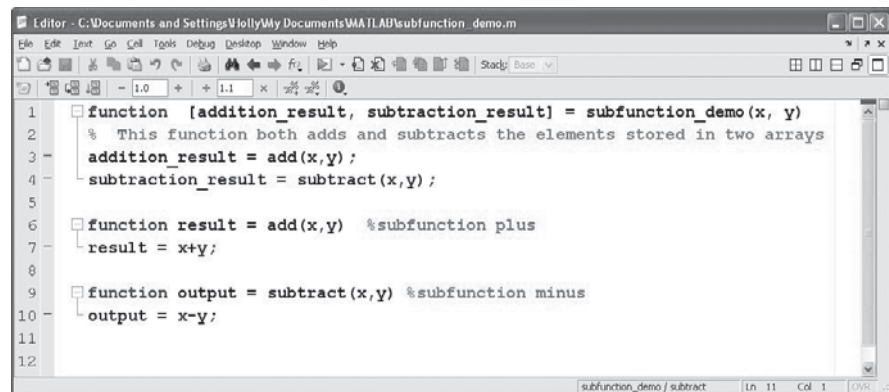 Editor - C:\Documents and Settings\Holly\My Documents\MATLAB\subfunction_demo.m
File Edit Text Go Cell Tools Debug Desktop Window Help
Stack: Base
- 1.0 + ÷ 1.1 ×
1 function [addition_result, subtraction_result] = subfunction_demo(x, y)
2 % This function both adds and subtracts the elements stored in two arrays
3 - addition_result = add(x,y);
4 - subtraction_result = subtract(x,y);
5
6 function result = add(x,y) %subfunction plus
7 - result = x+y;
8
9 function output = subtract(x,y) %subfunction minus
10 - output = x-y;
11
12
subfunction_demo / subtract Ln 11 Col 1 OVR